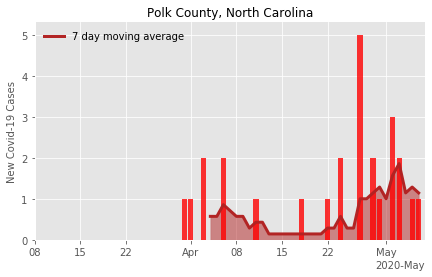 Polk County, North Carolina
7 day moving average
New Covid-19 Cases
5
4
3
2
1
0
08 15 22 Apr 08 15 22 May
2020-May